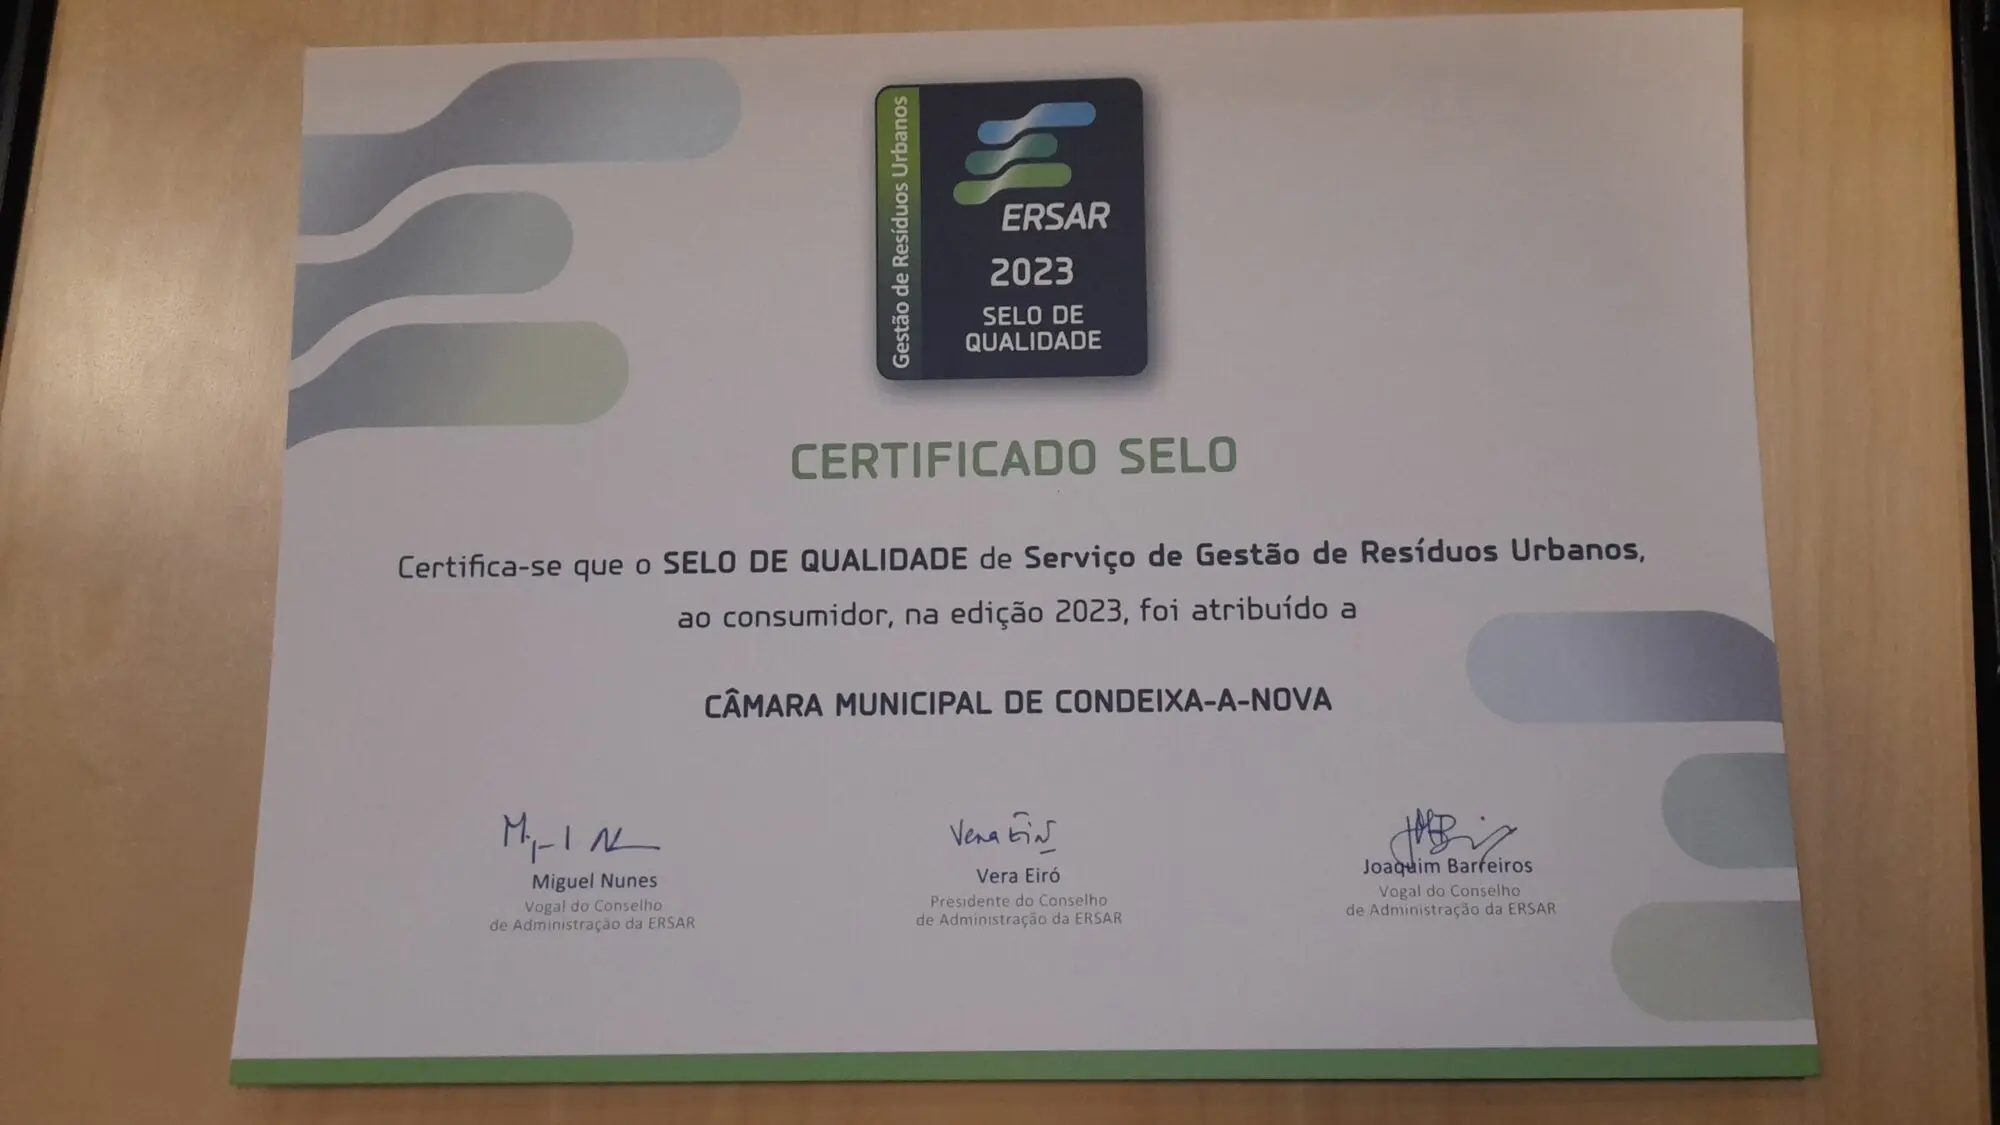 Gestão de Resíduos Urbanos
ERSAR
2023
SELO DE
QUALIDADE
CERTIFICADO SELO
Certifica-se que o SELO DE QUALIDADE de Serviço de Gestão de Resíduos Urbanos,
ao consumidor, na edição 2023, foi atribuído a
CÂMARA MUNICIPAL DE CONDEIXA-A-NOVA
Vera Eiró
Miguel Nunes
Vogal do Conselho
de Administração da ERSAR
Vera Eiró
Presidente do Conselho
de Administração da ERSAR
Joaquim Barreiros
Vogal do Conselho
de Administração da ERSAR